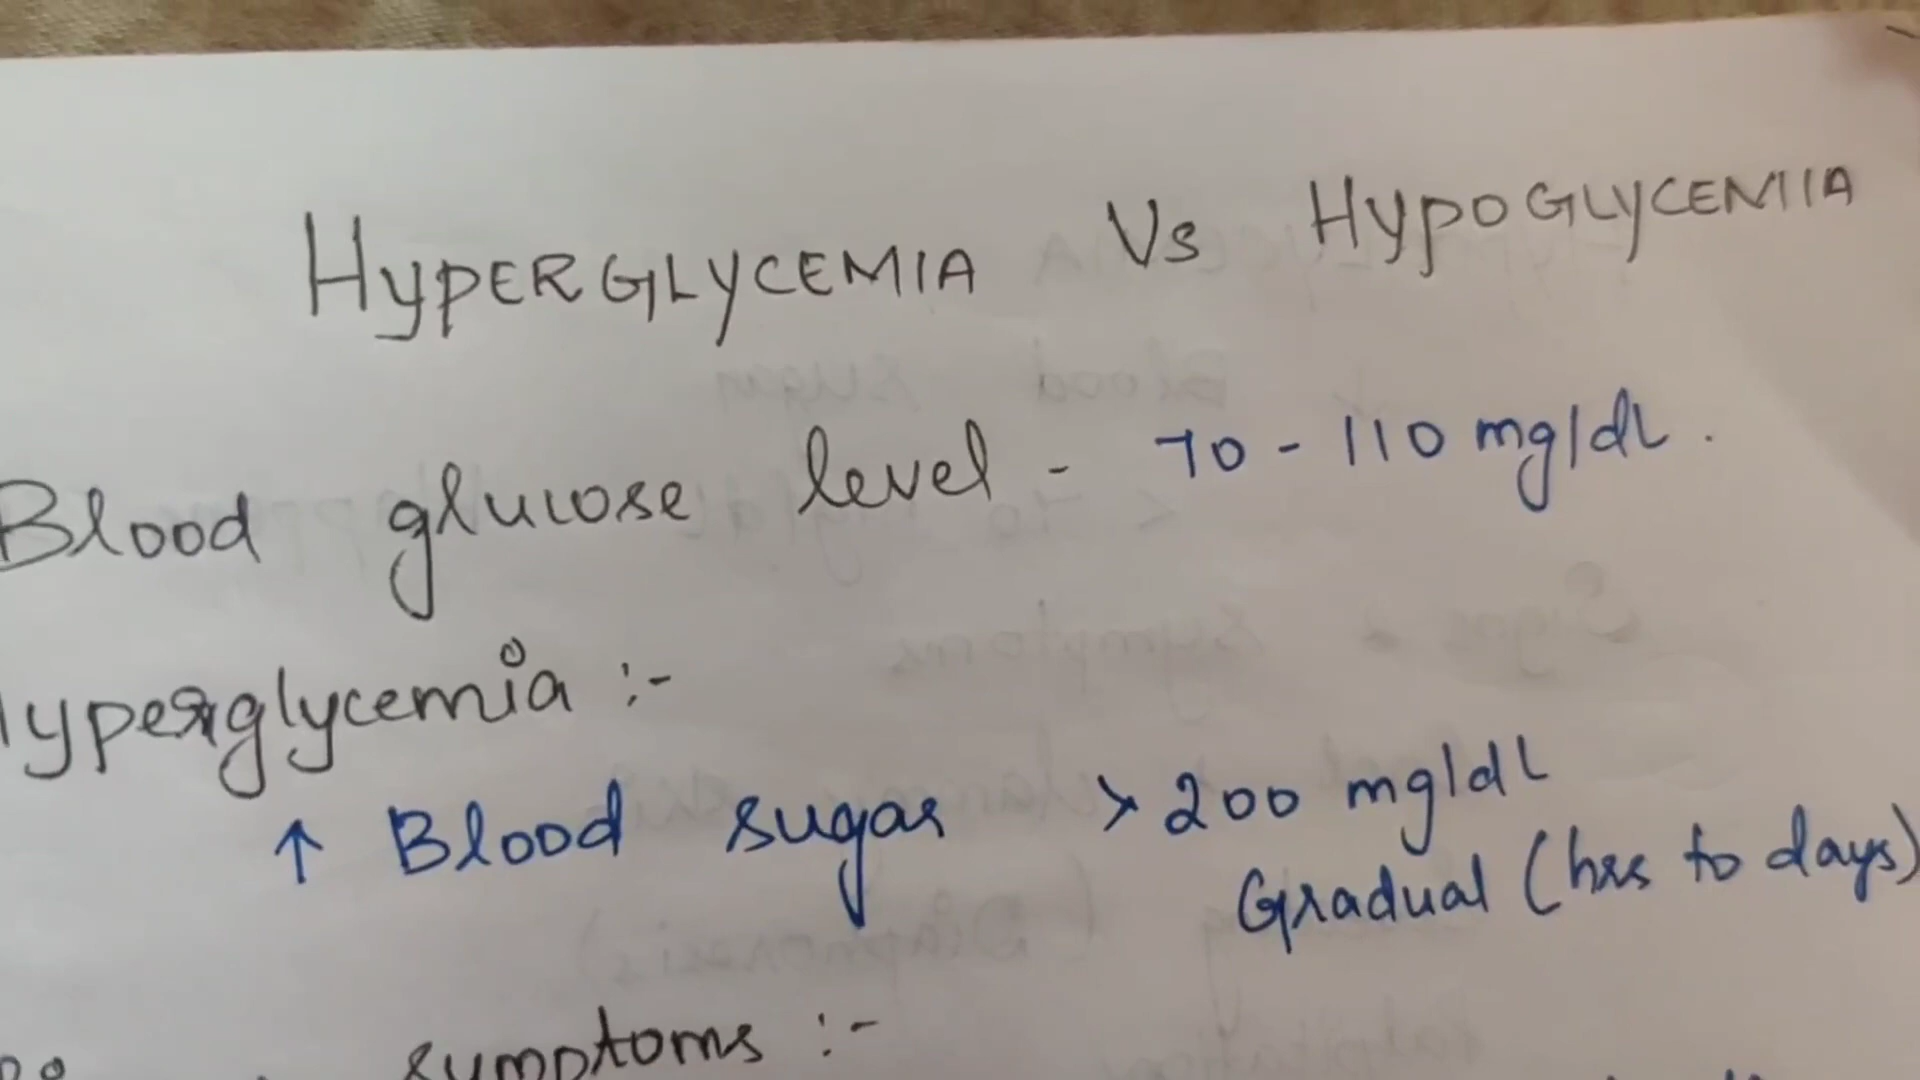 HYPERGLYCEMIA Vs HYPOGLYCEMIA
Blood glucose level - 70 - 110 mg/dL.
Hyperglycemia :-
↑ Blood sugar > 200 mg/dL
Gradual (hrs to days)
symptoms :-